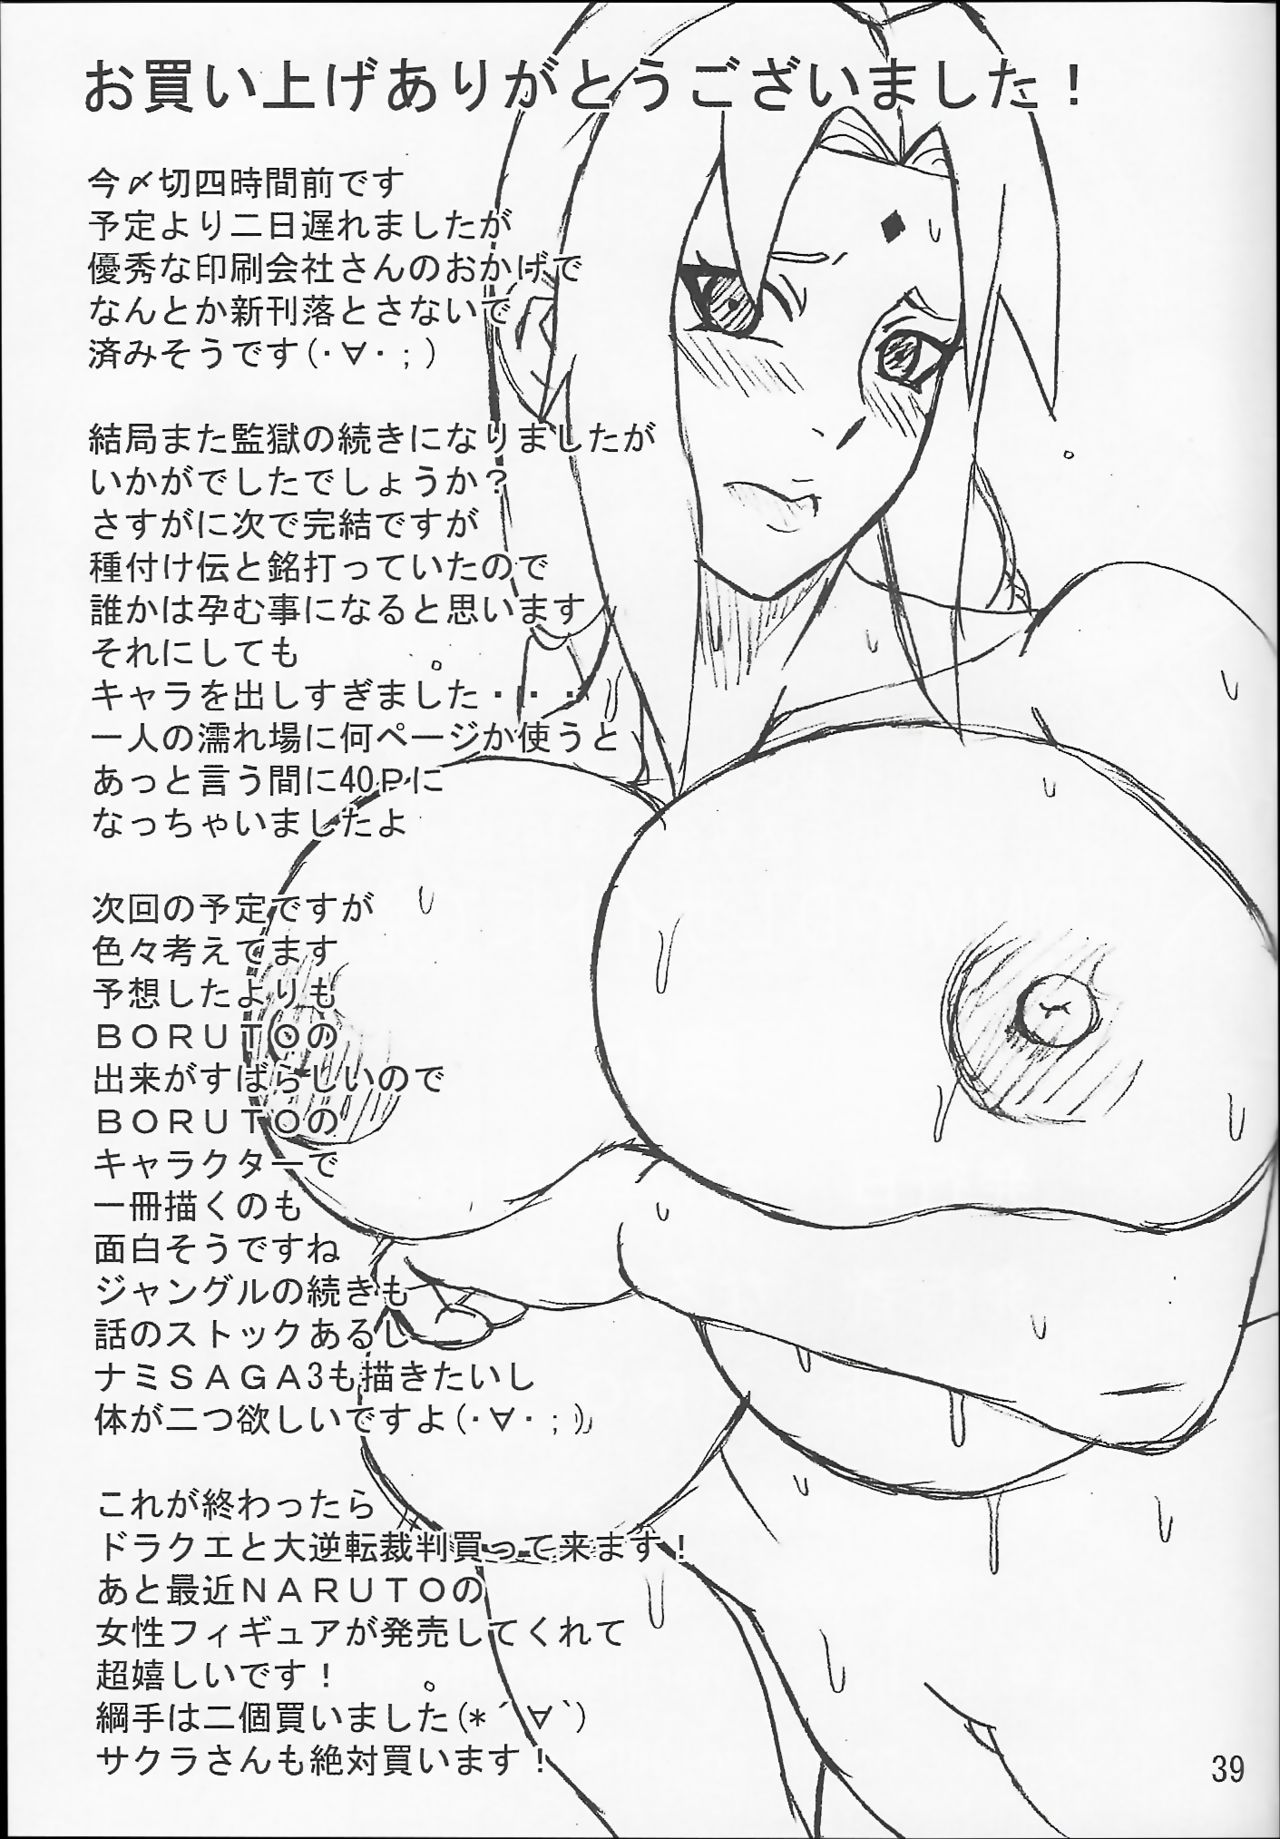 お買い上げありがとうございました！
今〆切四時間前です
予定より二日遅れましたが
優秀な印刷会社さんのおかげで
なんとか新刊落とさないで
済みそうです(・∀・；)
結局また監獄の続きになりましたが
いかがでしたでしょうか？
さすがに次で完結ですが
種付け伝と銘打っていたので
誰かは孕む事になると思います
それにしても
キャラを出しすぎました・・・
一人の濡れ場に何ページか使うと
あっと言う間に40Pに
なっちゃいましたよ
次回の予定ですが
色々考えてます
予想したよりも
ＢＯＲＵＴＯの
出来がすばらしいので
ＢＯＲＵＴＯの
キャラクターで
一冊描くのも
面白そうですね
ジャングルの続きも
話のストックあるし
ナミＳＡＧＡ3も描きたいし
体が二つ欲しいですよ(・∀・；)
これが終わったら
ドラクエと大逆転裁判買って来ます！
あと最近ＮＡＲＵＴＯの
女性フィギュアが発売してくれて
超嬉しいです！
綱手は二個買いました(*´∀`)
サクラさんも絶対買います！
39